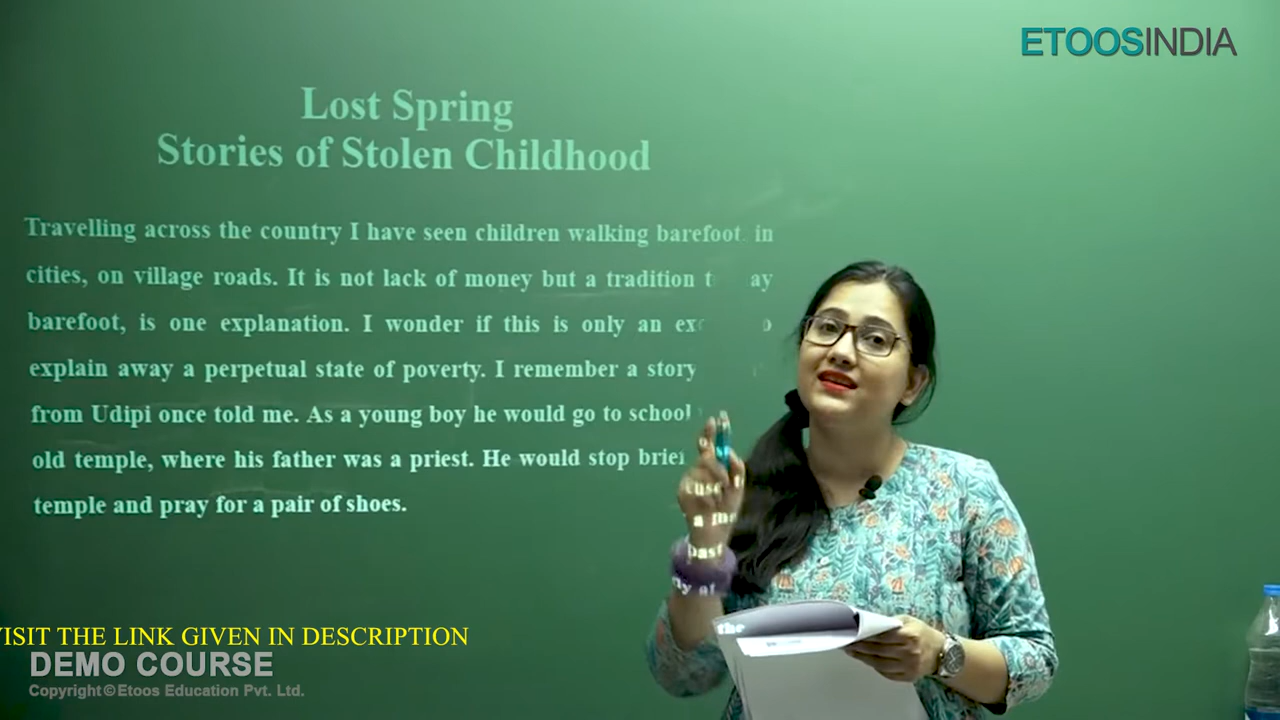 ETOOSINDIA
Lost Spring
Stories of Stolen Childhood
Travelling across the country I have seen children walking barefoot, in
cities, on village roads. It is not lack of money but a tradition
barefoot, is one explanation. I wonder if this is only an
explain away a perpetual state of poverty. I remember a story
from Udipi once told me. As a young boy he would go to school
old temple, where his father was a priest. He would stop
temple and pray for a pair of shoes.
past
the
VISIT THE LINK GIVEN IN DESCRIPTION
DEMO COURSE
Copyright©Etoos Education Pvt. Ltd.